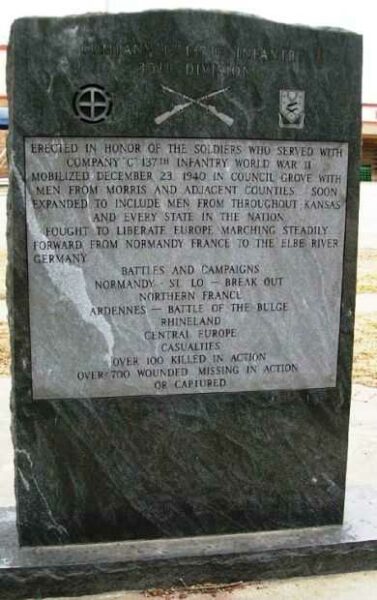 COMPANY "C" 137TH INFANTRY
35TH DIVISION
ERECTED IN HONOR OF THE SOLDIERS WHO SERVED WITH
COMPANY "C" 137TH INFANTRY WORLD WAR II
MOBILIZED DECEMBER 23, 1940 IN COUNCIL GROVE WITH
MEN FROM MORRIS AND ADJACENT COUNTIES. SOON
EXPANDED TO INCLUDE MEN FROM THROUGHOUT KANSAS
AND EVERY STATE IN THE NATION.
FOUGHT TO LIBERATE EUROPE, MARCHING STEADILY
FORWARD FROM NORMANDY FRANCE TO THE ELBE RIVER
GERMANY.
BATTLES AND CAMPAIGNS
NORMANDY - ST. LO - BREAK OUT
NORTHERN FRANCE
ARDENNES - BATTLE OF THE BULGE
RHINELAND
CENTRAL EUROPE
CASUALTIES
OVER 100 KILLED IN ACTION
OVER 700 WOUNDED, MISSING IN ACTION
OR CAPTURED